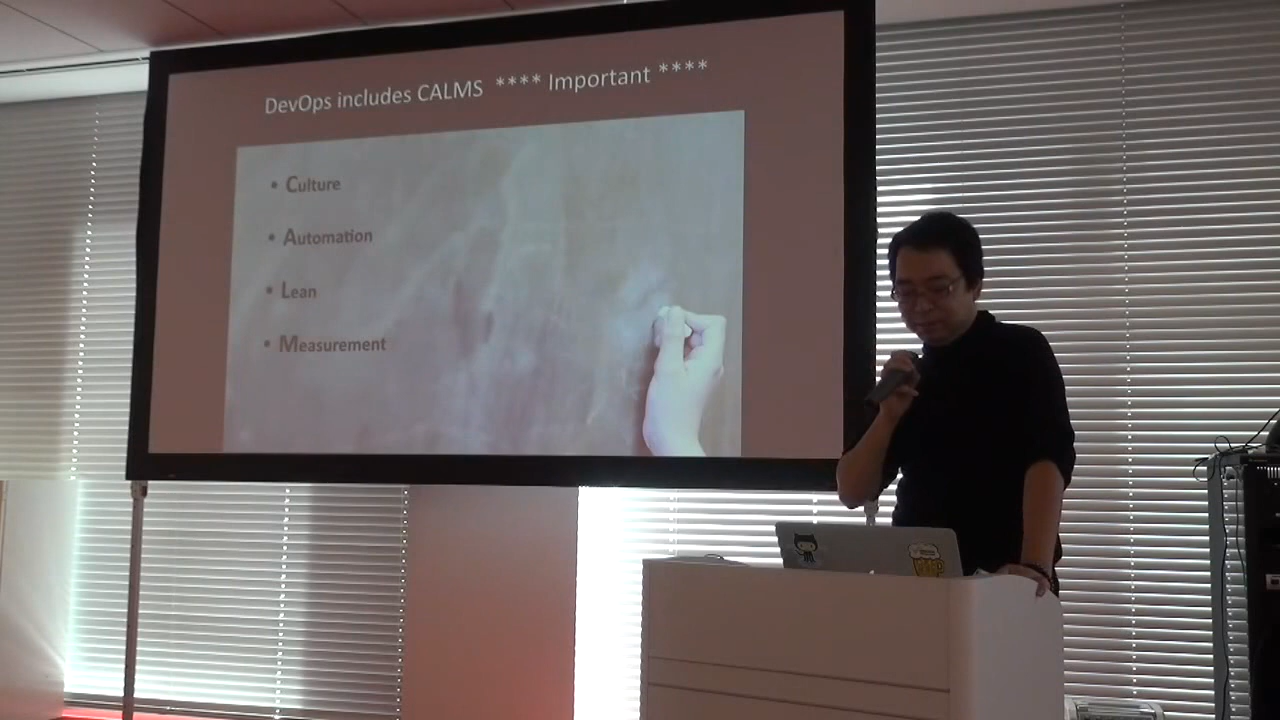 DevOps includes CALMS **** Important ****
• Culture
• Automation
• Lean
• Measurement